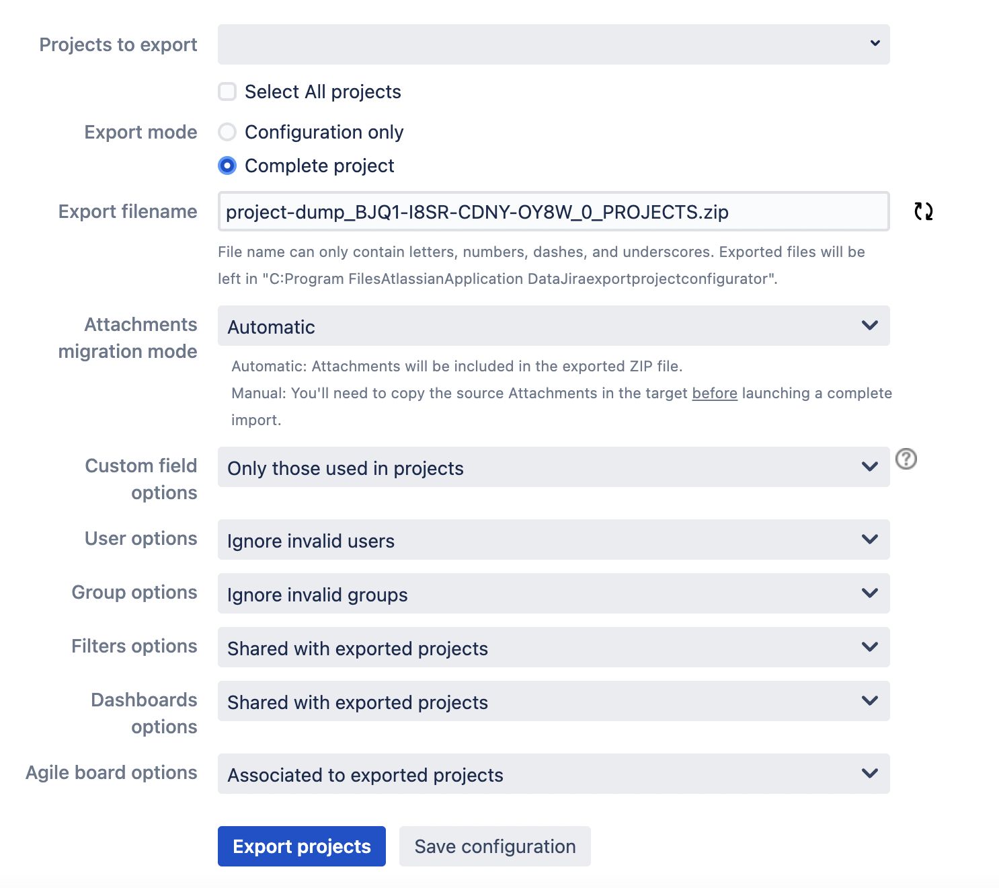 Projects to export
Select All projects
Export mode
Configuration only
Complete project
Export filename
project-dump_BJQ1-I8SR-CDNY-OY8W_0_PROJECTS.zip
File name can only contain letters, numbers, dashes, and underscores. Exported files will be
left in "C:Program FilesAtlassianApplication DataJiraexportprojectconfigurator".
Attachments
migration mode
Automatic
Automatic: Attachments will be included in the exported ZIP file.
Manual: You'll need to copy the source Attachments in the target before launching a complete
import.
Custom field
options
Only those used in projects
?
User options
Ignore invalid users
Group options
Ignore invalid groups
Filters options
Shared with exported projects
Dashboards
options
Shared with exported projects
Agile board options
Associated to exported projects
Export projects
Save configuration